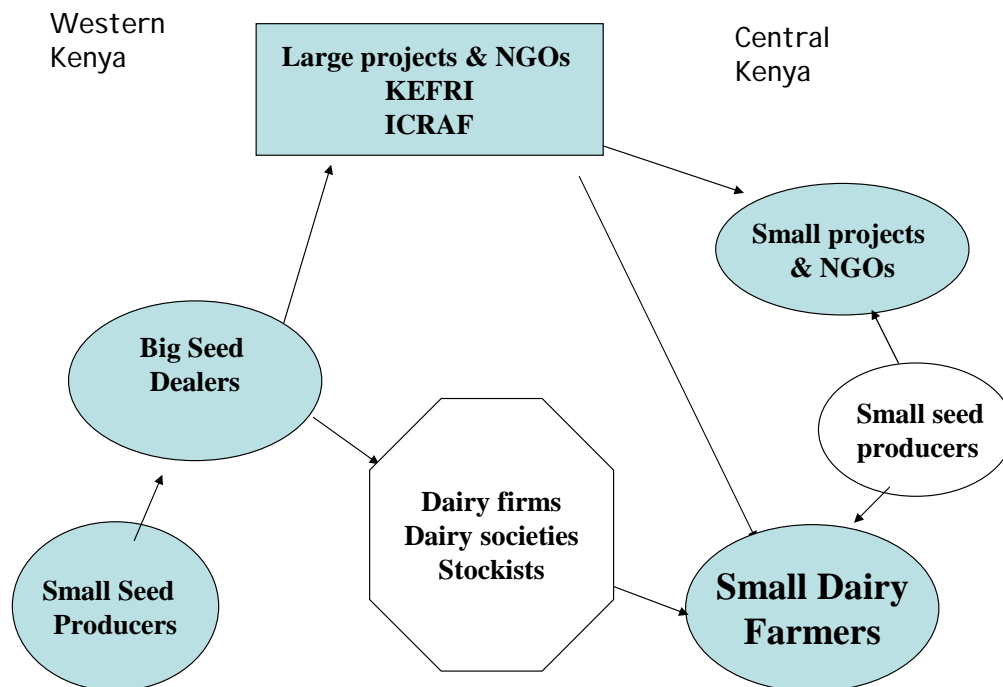 Western
Kenya
Large projects & NGOs
KEFRI
ICRAF
Central
Kenya
Small projects
& NGOs
Big Seed
Dealers
Small seed
producers
Dairy firms
Dairy societies
Stockists
Small Seed
Producers
Small Dairy
Farmers